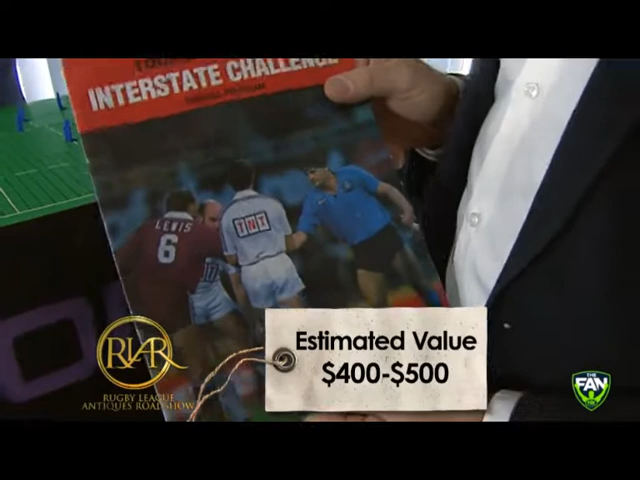 INTERSTATE CHALLENGE
LEWIS
6
TNT
Estimated Value
$400-$500
RLAR
RUGBY LEAGUE
ANTIQUES ROADSHOW
THE
FAN